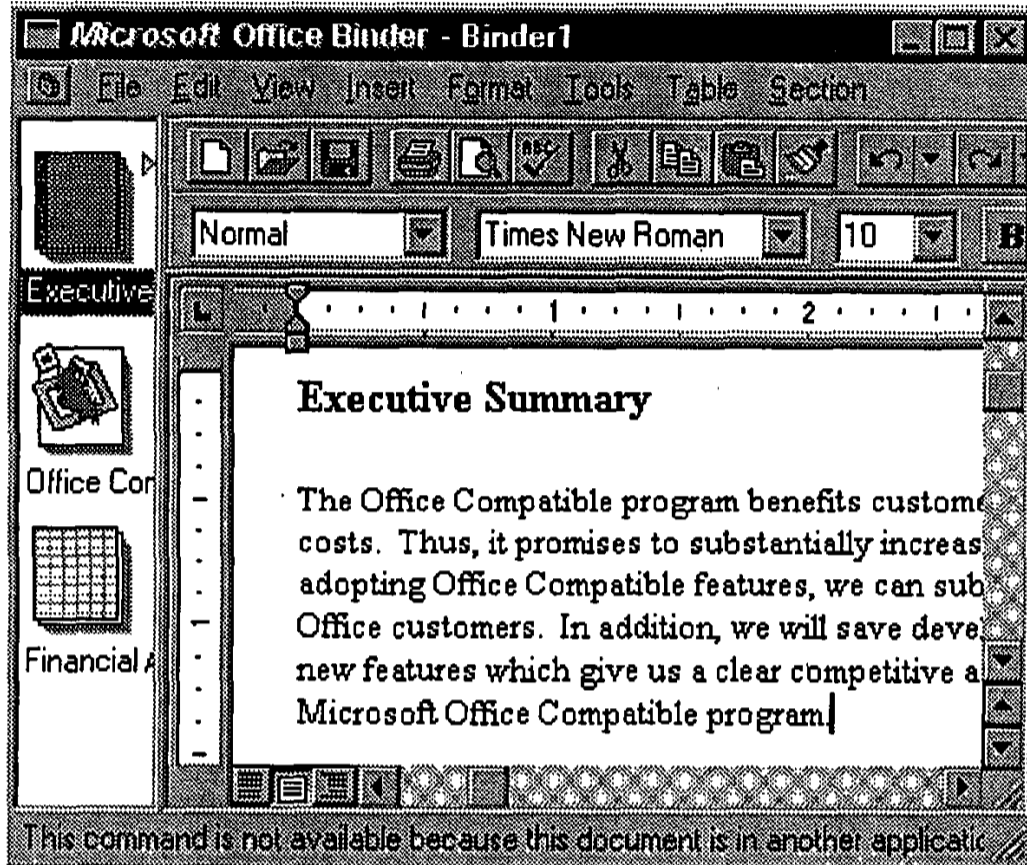 Microsoft Office Binder - Binder1
File Edit View Insert Format Tools Table Section
ABC
Normal Times New Roman 10 B
Executive
1 2
Executive Summary
Office Con
The Office Compatible program benefits custome
costs. Thus, it promises to substantially increas
adopting Office Compatible features, we can sub
Office customers. In addition, we will save deve
Financial A
new features which give us a clear competitive a
Microsoft Office Compatible program.
This command is not available because this document is in another applicatic